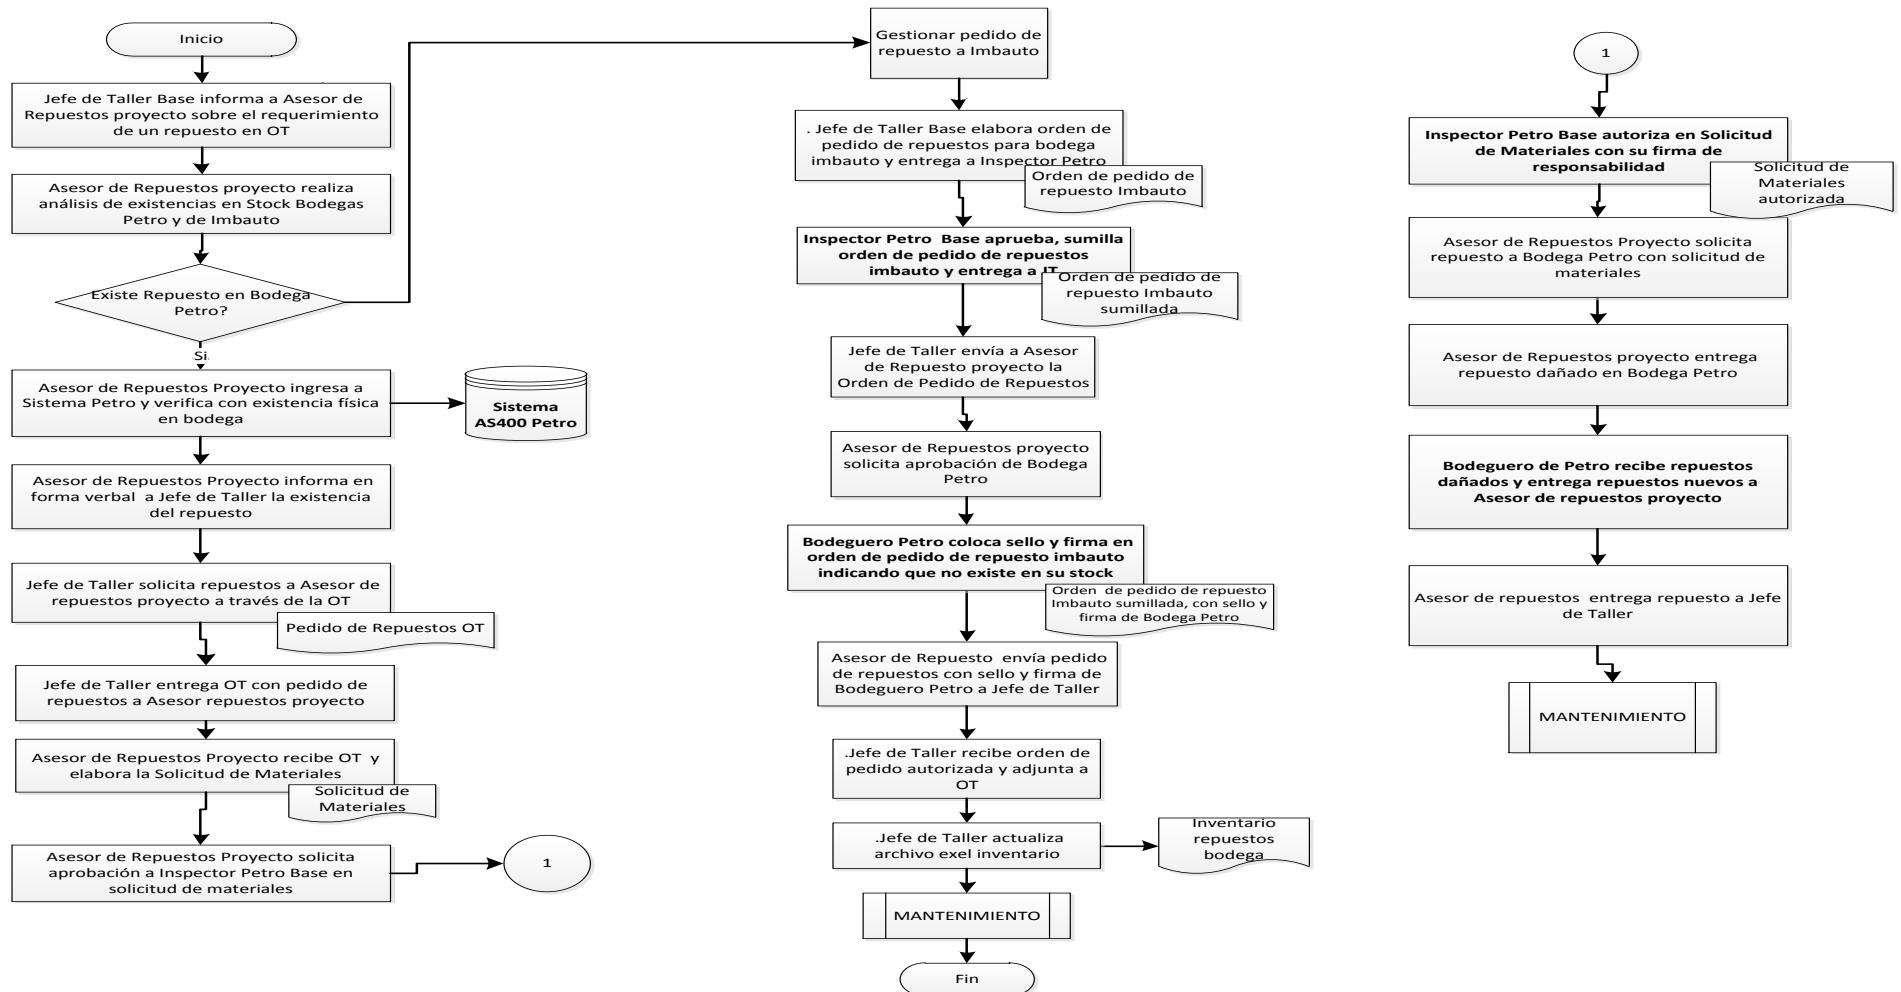 Inicio
Jefe de Taller Base informa a Asesor de
Repuestos proyecto sobre el requerimiento
de un repuesto en OT
Asesor de Repuestos proyecto realiza
análisis de existencias en Stock Bodegas
Petro y de Imbauto
Existe Repuesto en Bodega
Petro?
Si
Asesor de Repuestos Proyecto ingresa a
Sistema Petro y verifica con existencia física
en bodega
Sistema
AS400 Petro
Asesor de Repuestos Proyecto informa en
forma verbal a Jefe de Taller la existencia
del repuesto
Jefe de Taller solicita repuestos a Asesor de
repuestos proyecto a través de la OT
Pedido de Repuestos OT
Jefe de Taller entrega OT con pedido de
repuestos a Asesor repuestos proyecto
Asesor de Repuestos Proyecto recibe OT y
elabora la Solicitud de Materiales
Solicitud de
Materiales
Asesor de Repuestos Proyecto solicita
aprobación a Inspector Petro Base en
solicitud de materiales
1
Gestionar pedido de
repuesto a Imbauto
. Jefe de Taller Base elabora orden de
pedido de repuestos para bodega
imbauto y entrega a Inspector Petro
Orden de pedido de
repuesto Imbauto
Inspector Petro Base aprueba, sumilla
orden de pedido de repuestos
imbauto y entrega a JT
Orden de pedido de
repuesto Imbauto
sumillada
Jefe de Taller envía a Asesor
de Repuesto proyecto la
Orden de Pedido de Repuestos
Asesor de Repuestos proyecto
solicita aprobación de Bodega
Petro
Bodeguero Petro coloca sello y firma en
orden de pedido de repuesto imbauto
indicando que no existe en su stock
Orden de pedido de repuesto
Imbauto sumillada, con sello y
firma de Bodega Petro
Asesor de Repuesto envía pedido
de repuestos con sello y firma de
Bodeguero Petro a Jefe de Taller
.Jefe de Taller recibe orden de
pedido autorizada y adjunta a
OT
.Jefe de Taller actualiza
archivo exel inventario
Inventario
repuestos
bodega
MANTENIMIENTO
Fin
1
Inspector Petro Base autoriza en Solicitud
de Materiales con su firma de
responsabilidad
Solicitud de
Materiales
autorizada
Asesor de Repuestos Proyecto solicita
repuesto a Bodega Petro con solicitud de
materiales
Asesor de Repuestos proyecto entrega
repuesto dañado en Bodega Petro
Bodeguero de Petro recibe repuestos
dañados y entrega repuestos nuevos a
Asesor de repuestos proyecto
Asesor de repuestos entrega repuesto a Jefe
de Taller
MANTENIMIENTO